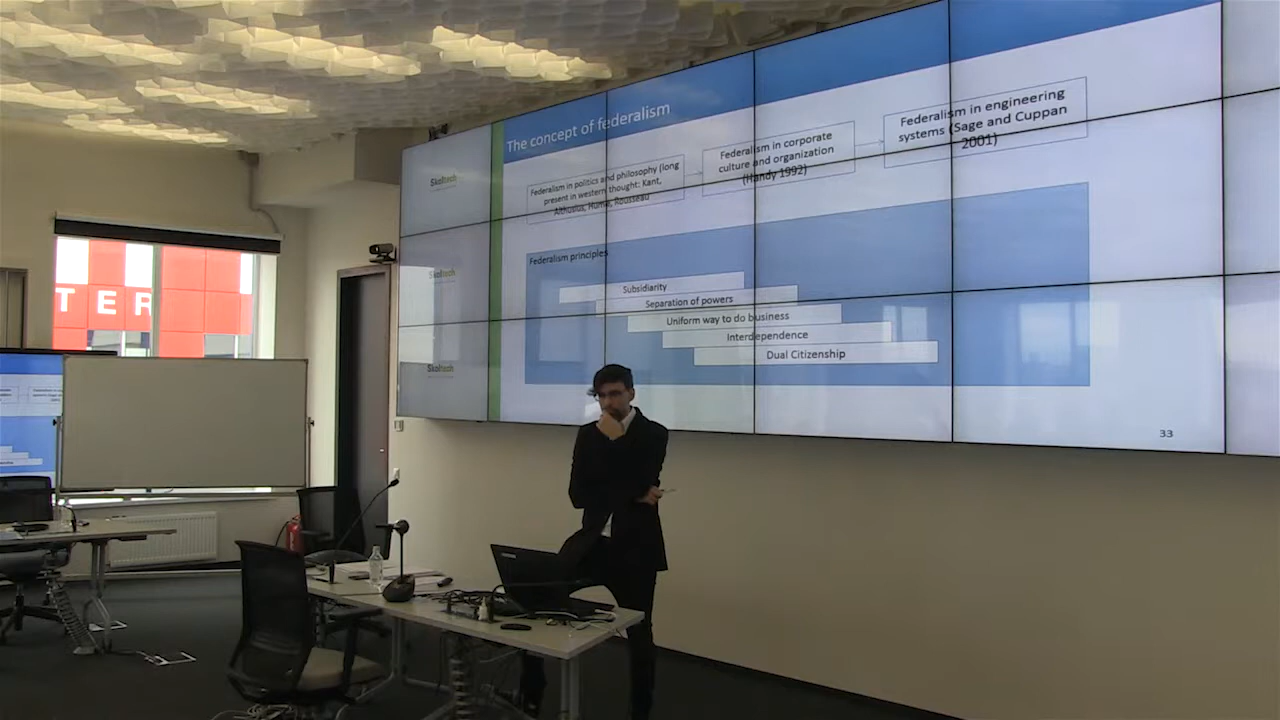 The concept of federalism
Skoltech
Federalism in politics and philosophy (long
present in western thought: Kant,
Althusius, Hume, Rousseau
Federalism in corporate
culture and organization
(Handy 1992)
Federalism in engineering
systems (Sage and Cuppan
2001)
Federalism principles
Subsidiarity
Separation of powers
Uniform way to do business
Interdependence
Dual Citizenship
Skoltech
Skoltech
33
TER